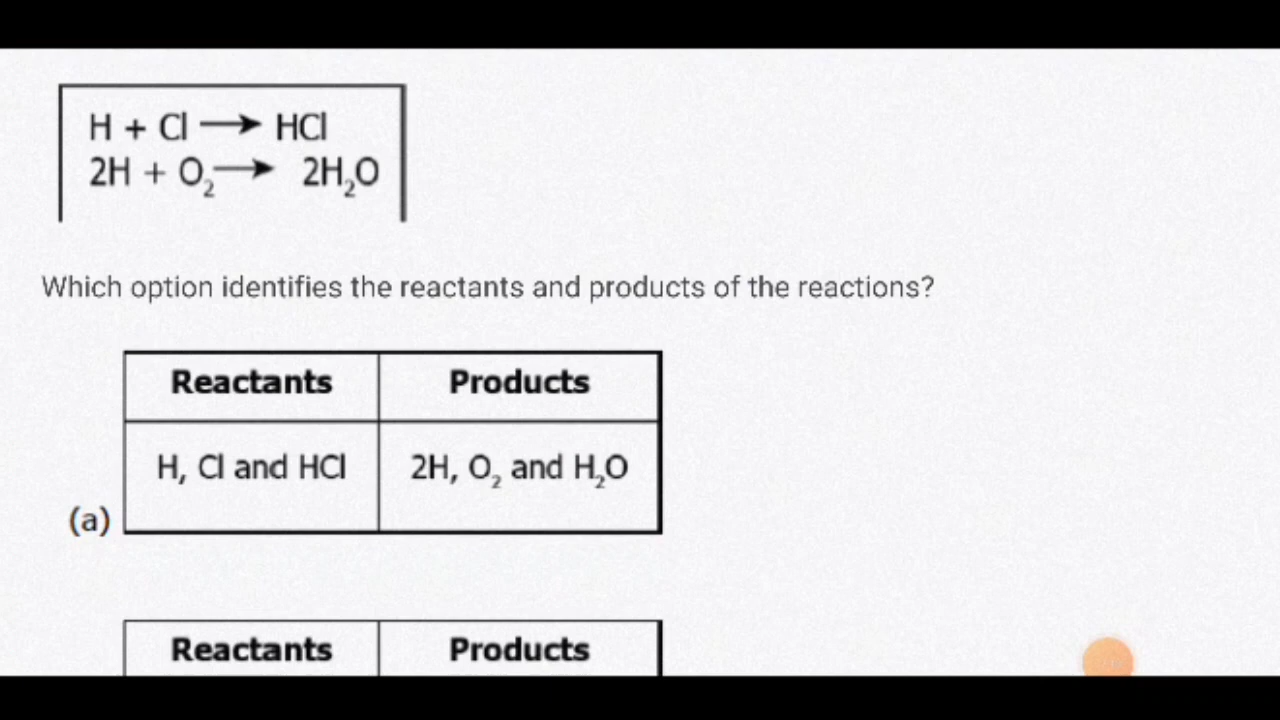 H + Cl ⟶ HCl
2H + O₂ ⟶ 2H₂O
Which option identifies the reactants and products of the reactions?
Reactants Products
H, Cl and HCl 2H, O₂ and H₂O
(a)
Reactants Products